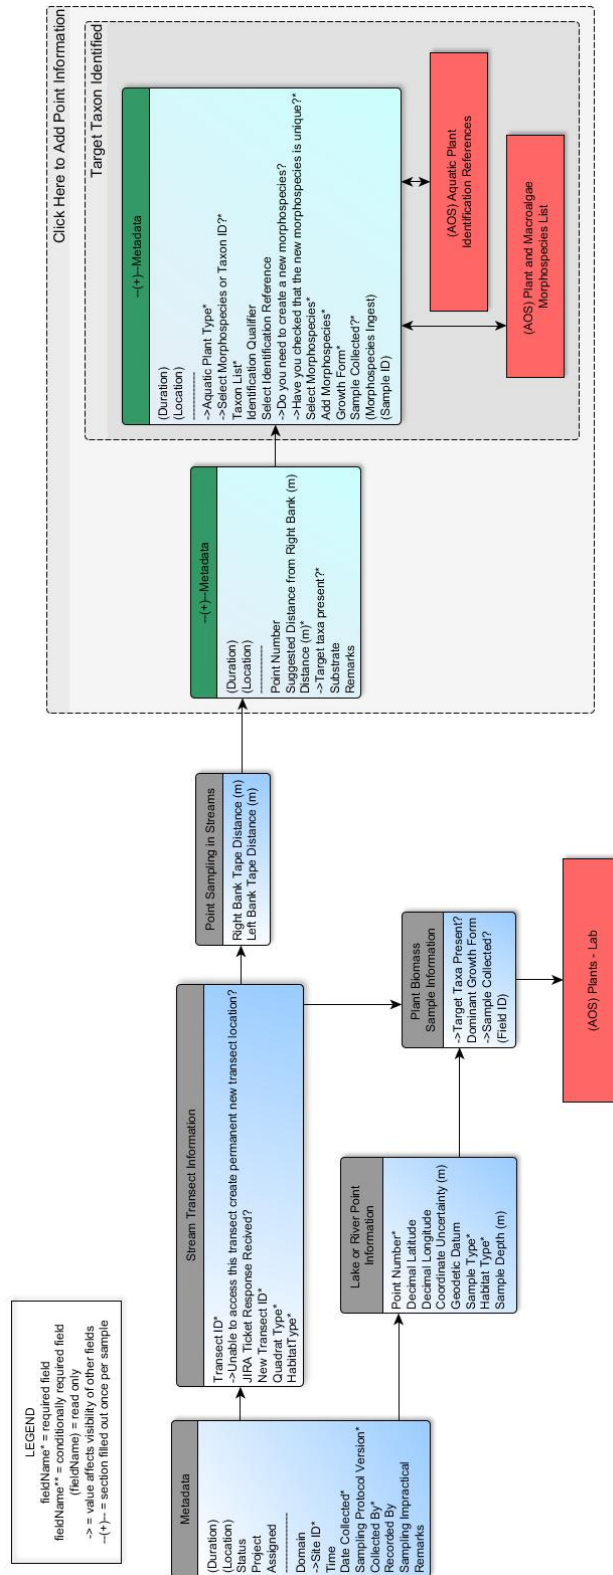 LEGEND
fieldName* = required field
fieldName** = conditionally required field
(fieldName) = read only
-> = value affects visibility of other fields
--(+)-- = section filled out once per sample
Metadata
(Duration)
(Location)
Status
Project
Assigned
---------------
Domain
->Site ID*
Time
Date Collected*
Sampling Protocol Version*
Collected By*
Recorded By
Sampling Impractical
Remarks
Stream Transect Information
Transect ID*
->Unable to access this transect create permanent new transect location?
JIRA Ticket Response Recived?
New Transect ID*
Quadrat Type*
HabitatType*
Lake or River Point
Information
Point Number*
Decimal Latitude
Decimal Longitude
Coordinate Uncertainty (m)
Geodetic Datum
Sample Type*
Habitat Type*
Sample Depth (m)
Point Sampling in Streams
Right Bank Tape Distance (m)
Left Bank Tape Distance (m)
Plant Biomass
Sample Information
->Target Taxa Present?
Dominant Growth Form
->Sample Collected?
(Field ID)
(AOS) Plants - Lab
Click Here to Add Point Information
--(+)--Metadata
(Duration)
(Location)
---------------
Point Number
Suggested Distance from Right Bank (m)
Distance (m)*
->Target taxa present?*
Substrate
Remarks
Target Taxon Identified
--(+)--Metadata
(Duration)
(Location)
---------------
->Aquatic Plant Type*
->Select Morphospecies or Taxon ID?*
Taxon List*
Identification Qualifier
Select Identification Reference
->Do you need to create a new morphospecies?
->Have you checked that the new morphospecies is unique?*
Select Morphospecies*
Add Morphospecies*
Growth Form*
Sample Collected?*
(Morphospecies Ingest)
(Sample ID)
(AOS) Aquatic Plant
Identification References
(AOS) Plant and Macroalgae
Morphospecies List